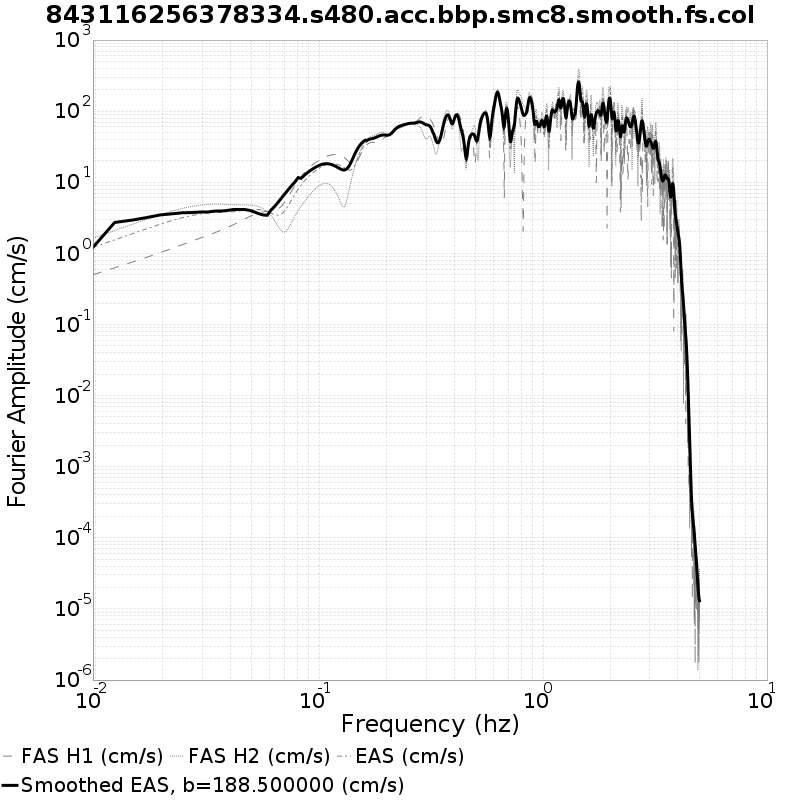 843116256378334.s480.acc.bbp.smc8.smooth.fs.col
Fourier Amplitude (cm/s)
10^3
10^2
10^1
10^0
10^-1
10^-2
10^-3
10^-4
10^-5
10^-6
10^-2 10^-1 10^0 10^1
Frequency (hz)
FAS H1 (cm/s) FAS H2 (cm/s) EAS (cm/s)
Smoothed EAS, b=188.500000 (cm/s)